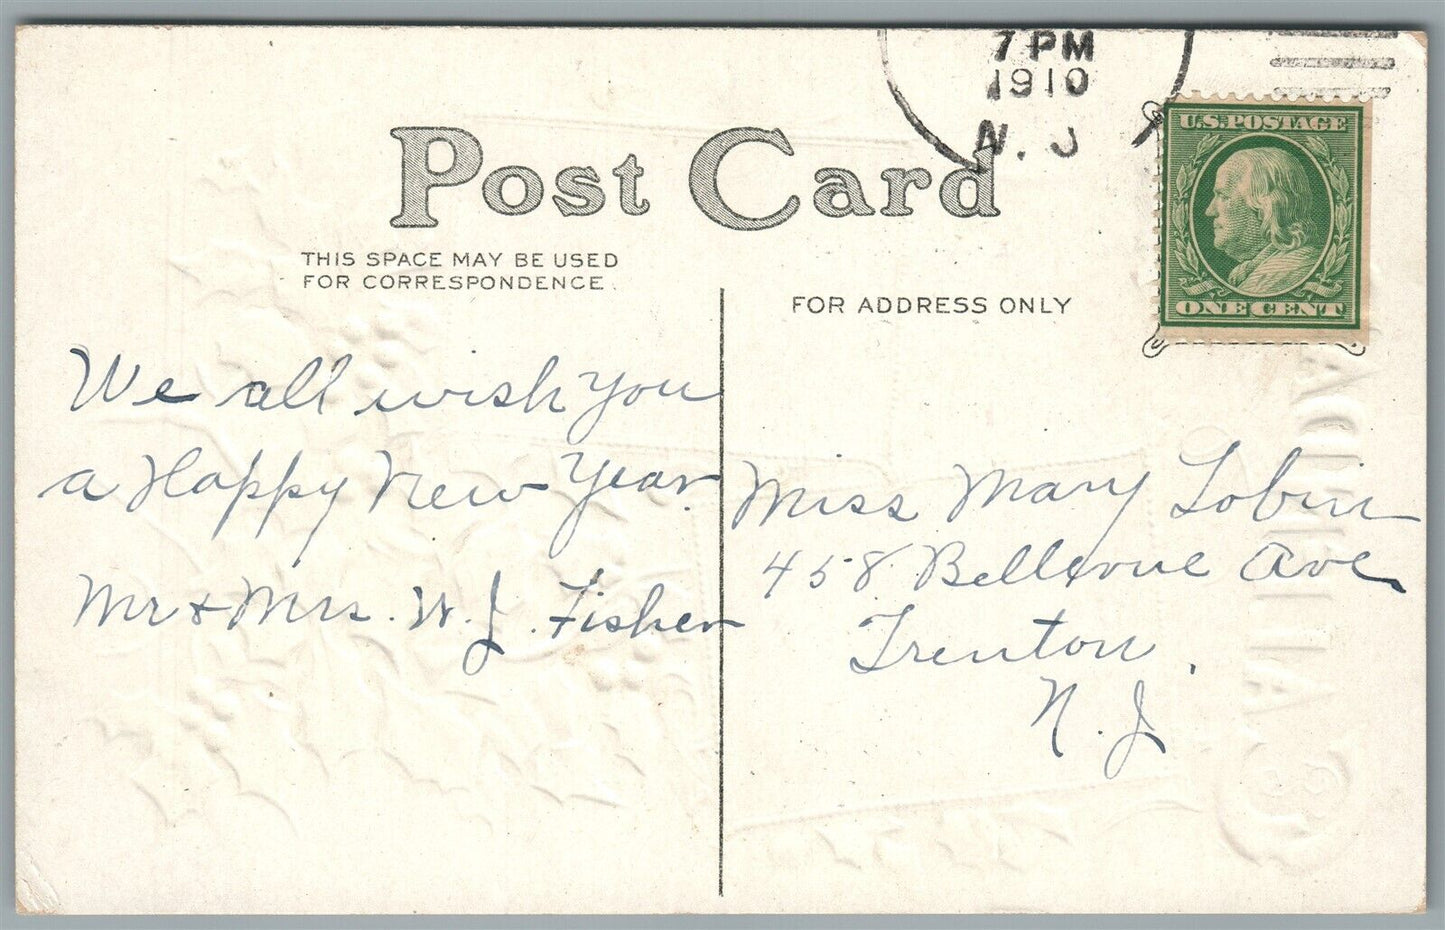 7 PM
1910
N. J
U.S. POSTAGE
ONE CENT
Post Card
THIS SPACE MAY BE USED
FOR CORRESPONDENCE.
FOR ADDRESS ONLY
We all wish you
a Happy New Year.
Mr & Mrs. W. J. Fisher
Miss Mary Tobin
458 Bellevue Ave
Trenton,
N. J.